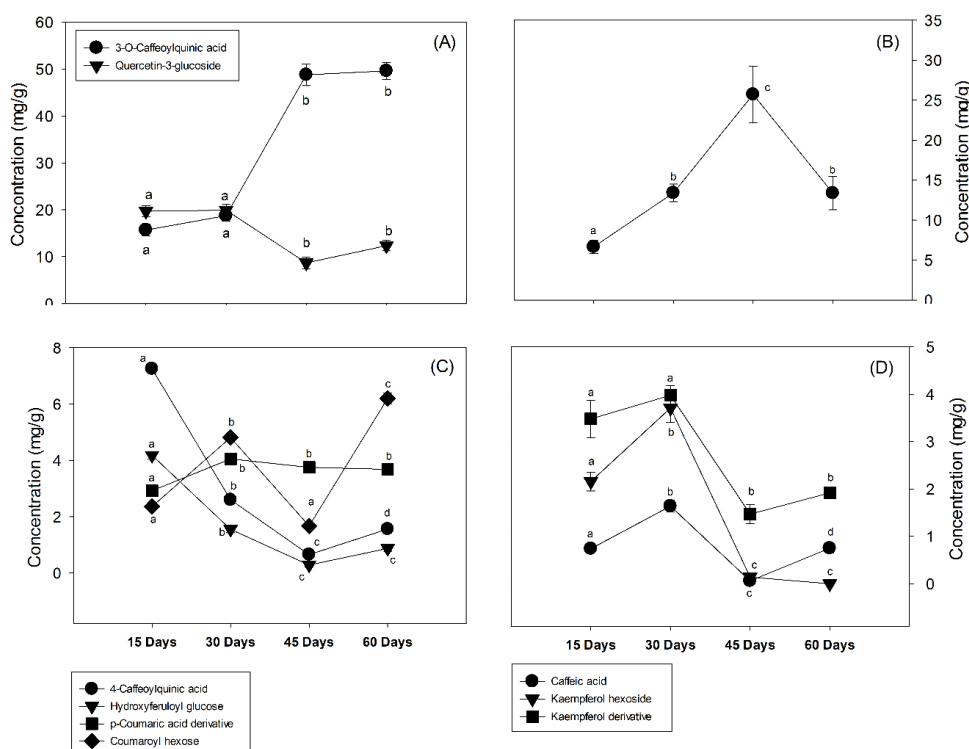 60
50
40
30
20
10
0
Concontration (mg/g)
3-O-Caffeoylquinic acid
Quercetin-3-glucoside
(A)
a
a
a
a
b
b
b
b
(B)
a
b
c
b
35
30
25
20
15
10
5
0
Concentration (mg/g)
8
6
4
2
0
Concentration (mg/g)
(C)
a
a
a
a
b
b
b
b
b
a
c
c
c
b
d
c
15 Days
30 Days
45 Days
60 Days
4-Caffeoylquinic acid
Hydroxyferuloyl glucose
p-Coumaric acid derivative
Coumaroyl hexose
(D)
a
a
a
a
b
b
b
c
c
b
d
c
5
4
3
2
1
0
Concentration (mg/g)
15 Days
30 Days
45 Days
60 Days
Caffeic acid
Kaempferol hexoside
Kaempferol derivative